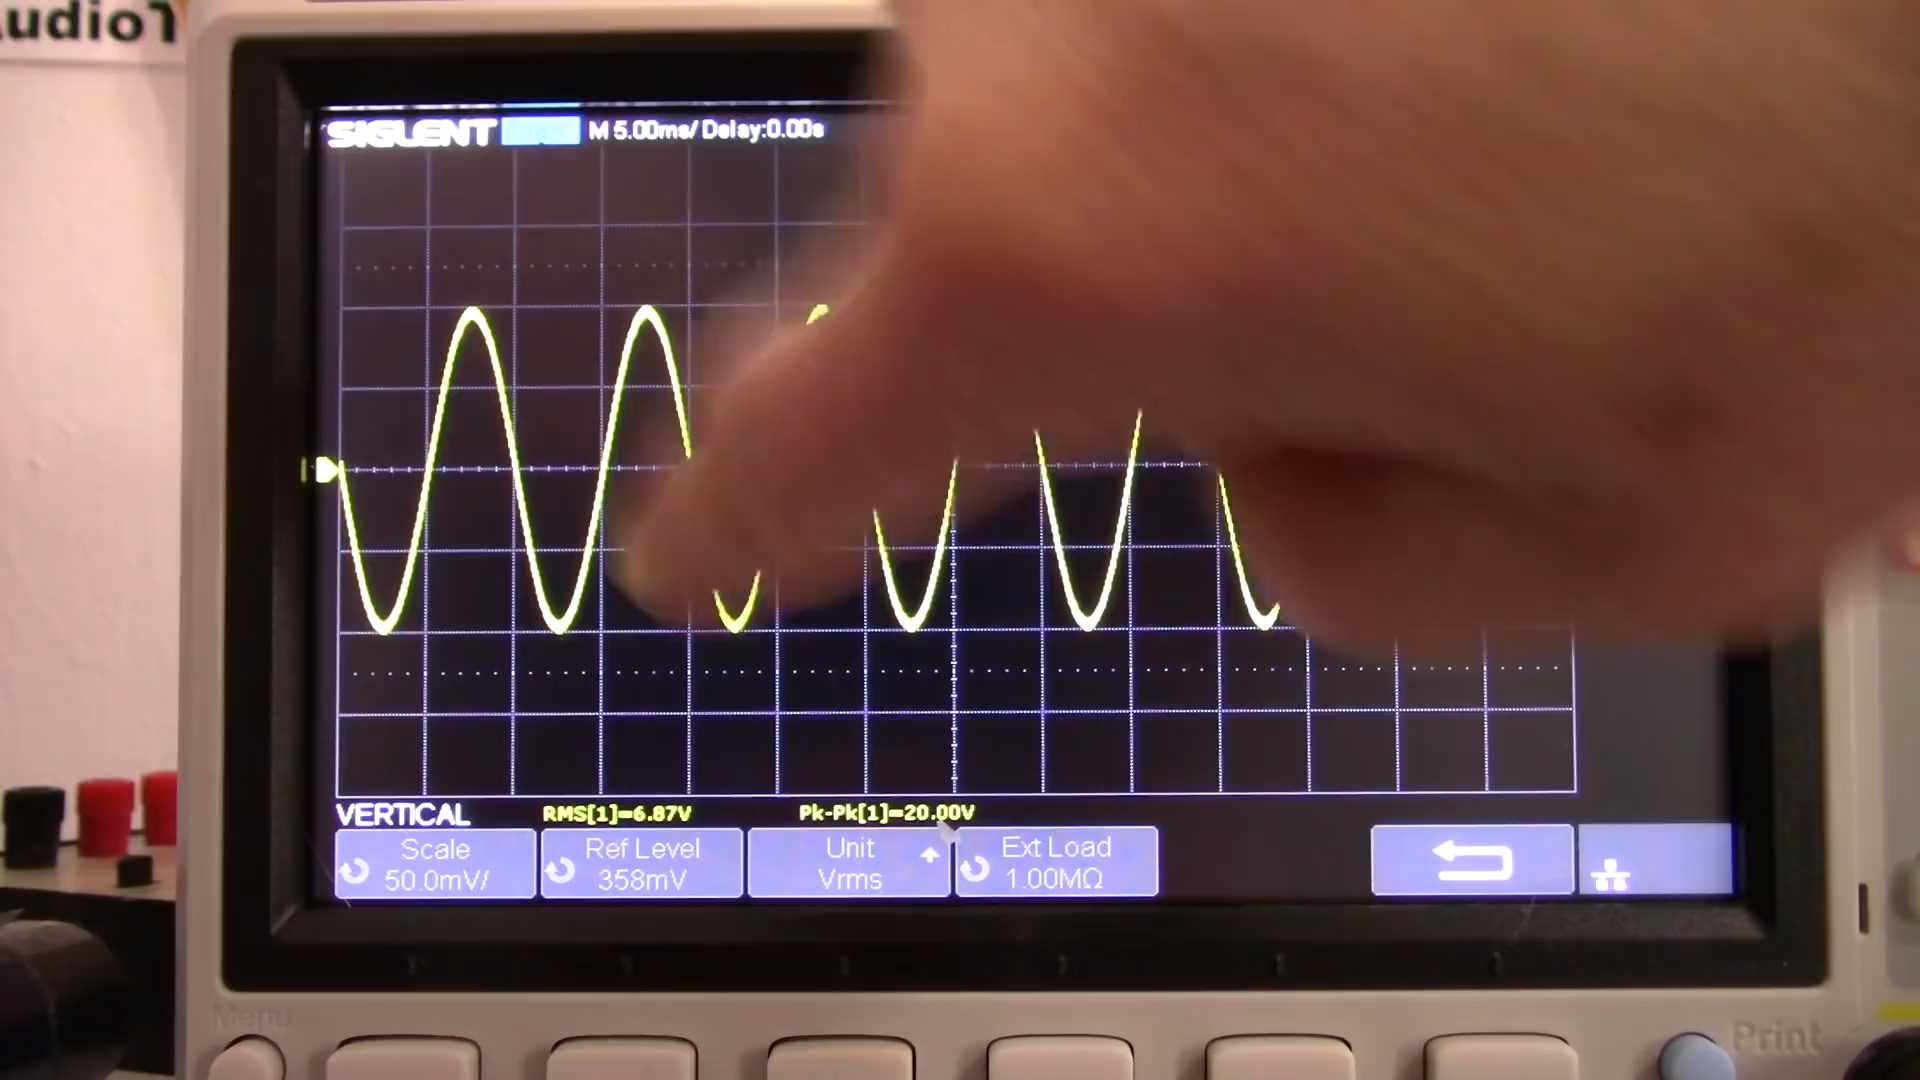 SIGLENT M 5.00ms/ Delay:0.00s
VERTICAL RMS[1]=6.87V Pk-Pk[1]=20.00V
Scale Ref Level Unit Ext Load
50.0mV/ 358mV Vrms 1.00MΩ
Menu Print